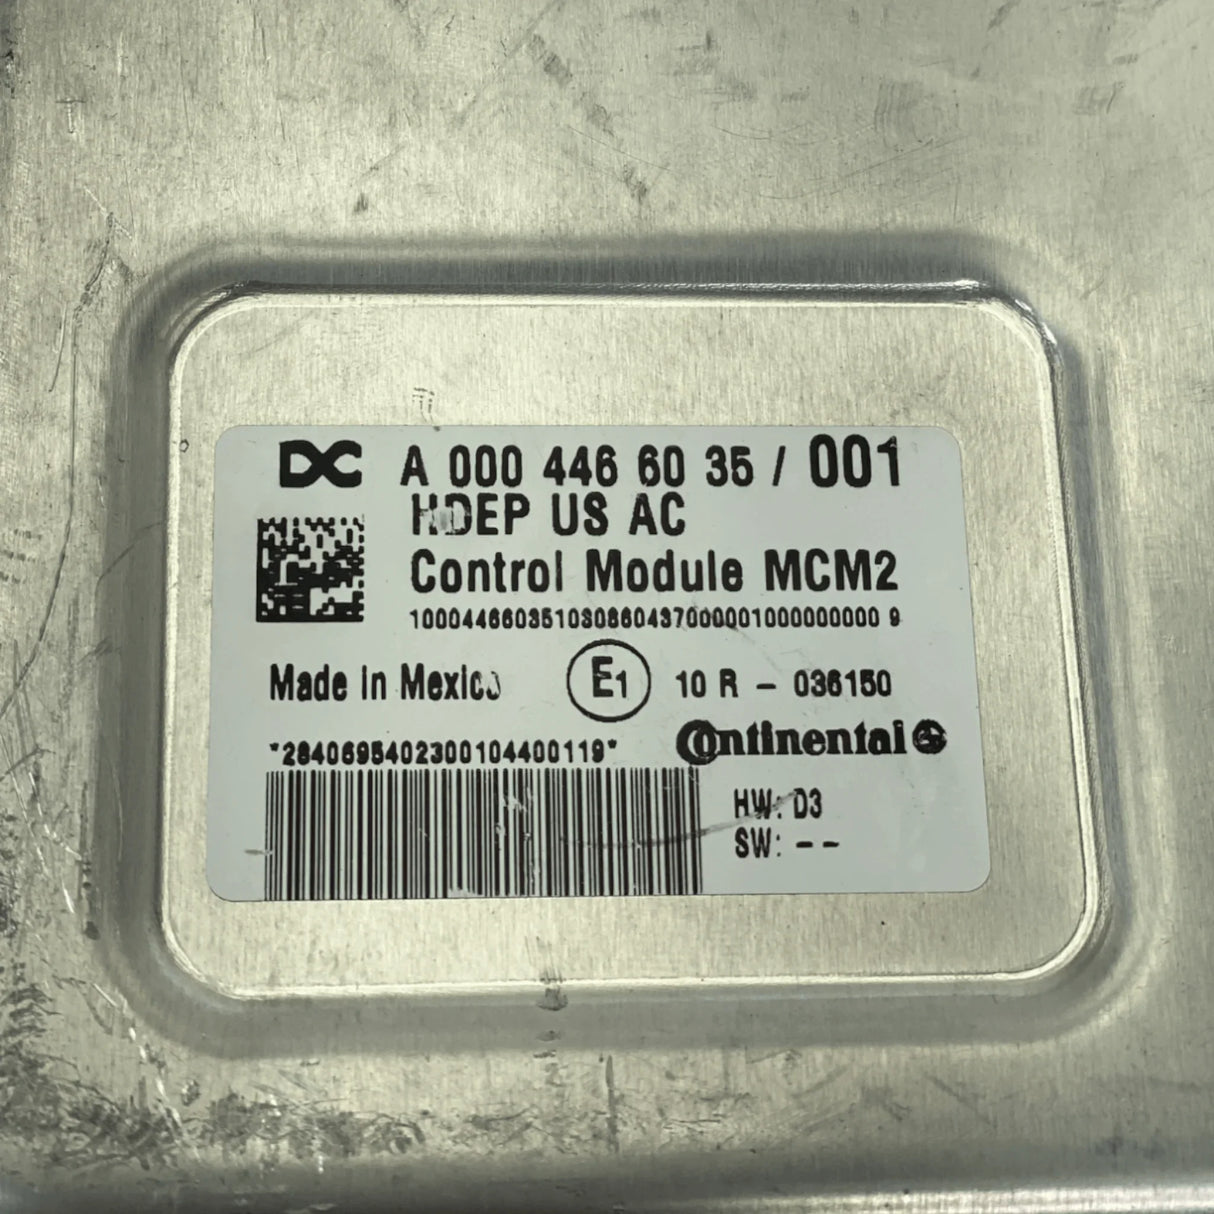 DC A 000 446 60 35 / 001
HDEP US AC
Control Module MCM2
10004466035103086043700000100000000 9
Made in Mexico
E1 10 R - 036150
*2840695402300104400119*
Continental
HW: D3
SW: --